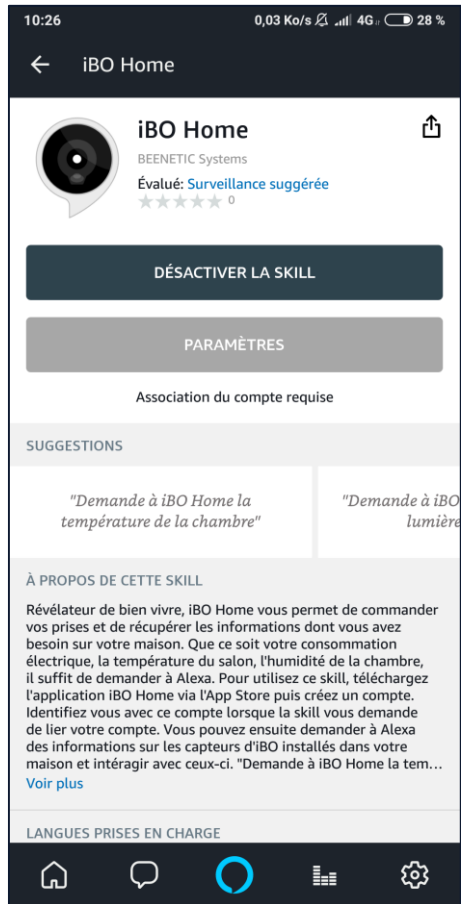 10:26 0,03 Ko/s 4G 28 %
iBO Home
iBO Home
BEENETIC Systems
Évalué: Surveillance suggérée
0
DÉSACTIVER LA SKILL
PARAMÈTRES
Association du compte requise
SUGGESTIONS
"Demande à iBO Home la
température de la chambre"
"Demande à iBO
lumière
À PROPOS DE CETTE SKILL
Révélateur de bien vivre, iBO Home vous permet de commander
vos prises et de récupérer les informations dont vous avez
besoin sur votre maison. Que ce soit votre consommation
électrique, la température du salon, l'humidité de la chambre,
il suffit de demander à Alexa. Pour utilisez ce skill, téléchargez
l'application iBO Home via l'App Store puis créez un compte.
Identifiez vous avec ce compte lorsque la skill vous demande
de lier votre compte. Vous pouvez ensuite demander à Alexa
des informations sur les capteurs d'iBO installés dans votre
maison et intéragir avec ceux-ci. "Demande à iBO Home la tem...
Voir plus
LANGUES PRISES EN CHARGE